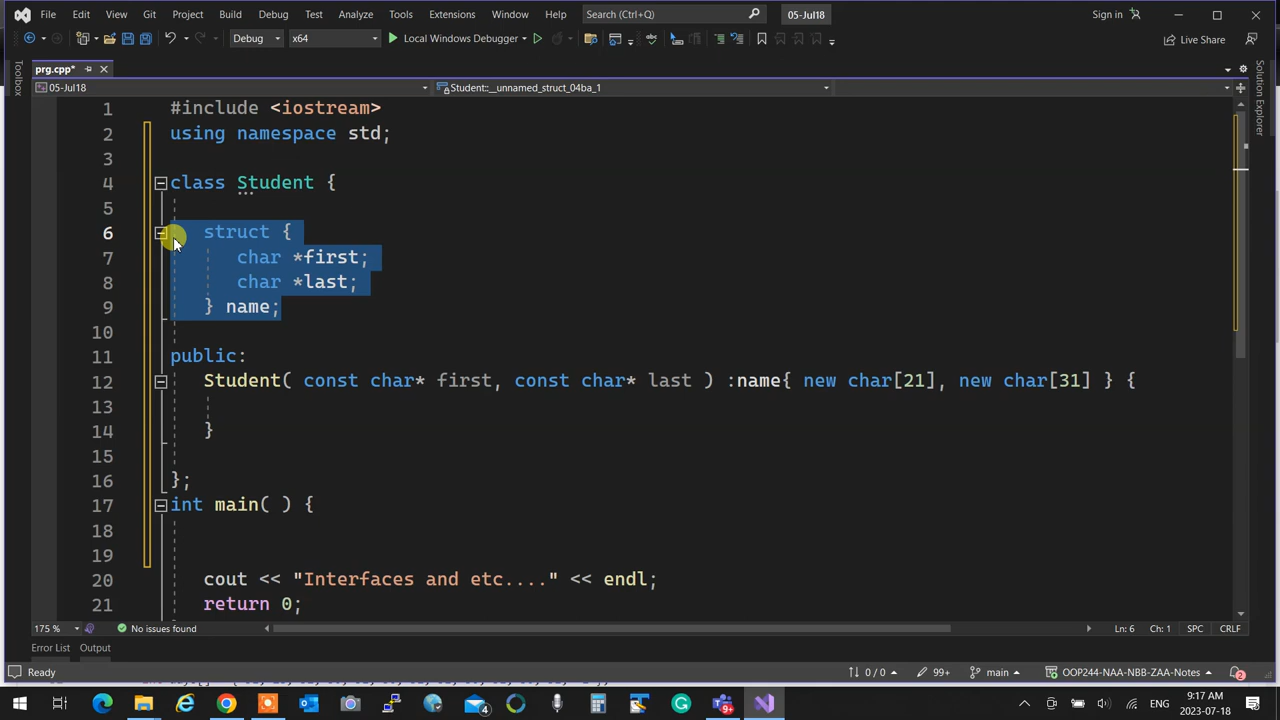 File Edit View Git Project Build Debug Test Analyze Tools Extensions Window Help Search (Ctrl+Q) 05-Jul18 Sign in
Debug x64 Local Windows Debugger Live Share
prg.cpp*
05-Jul18 Student::__unnamed_struct_04ba_1
Toolbox
Solution Explorer
1 #include <iostream>
2 using namespace std;
3
4 class Student {
5
6 struct {
7 char *first;
8 char *last;
9 } name;
10
11 public:
12 Student( const char* first, const char* last ) :name{ new char[21], new char[31] } {
13
14 }
15
16 };
17 int main( ) {
18
19
20 cout << "Interfaces and etc...." << endl;
21 return 0;
175 % No issues found Ln: 6 Ch: 1 SPC CRLF
Error List Output
Ready 0 / 0 99+ main OOP244-NAA-NBB-ZAA-Notes 2
4 9+ ENG 9:17 AM
2023-07-18